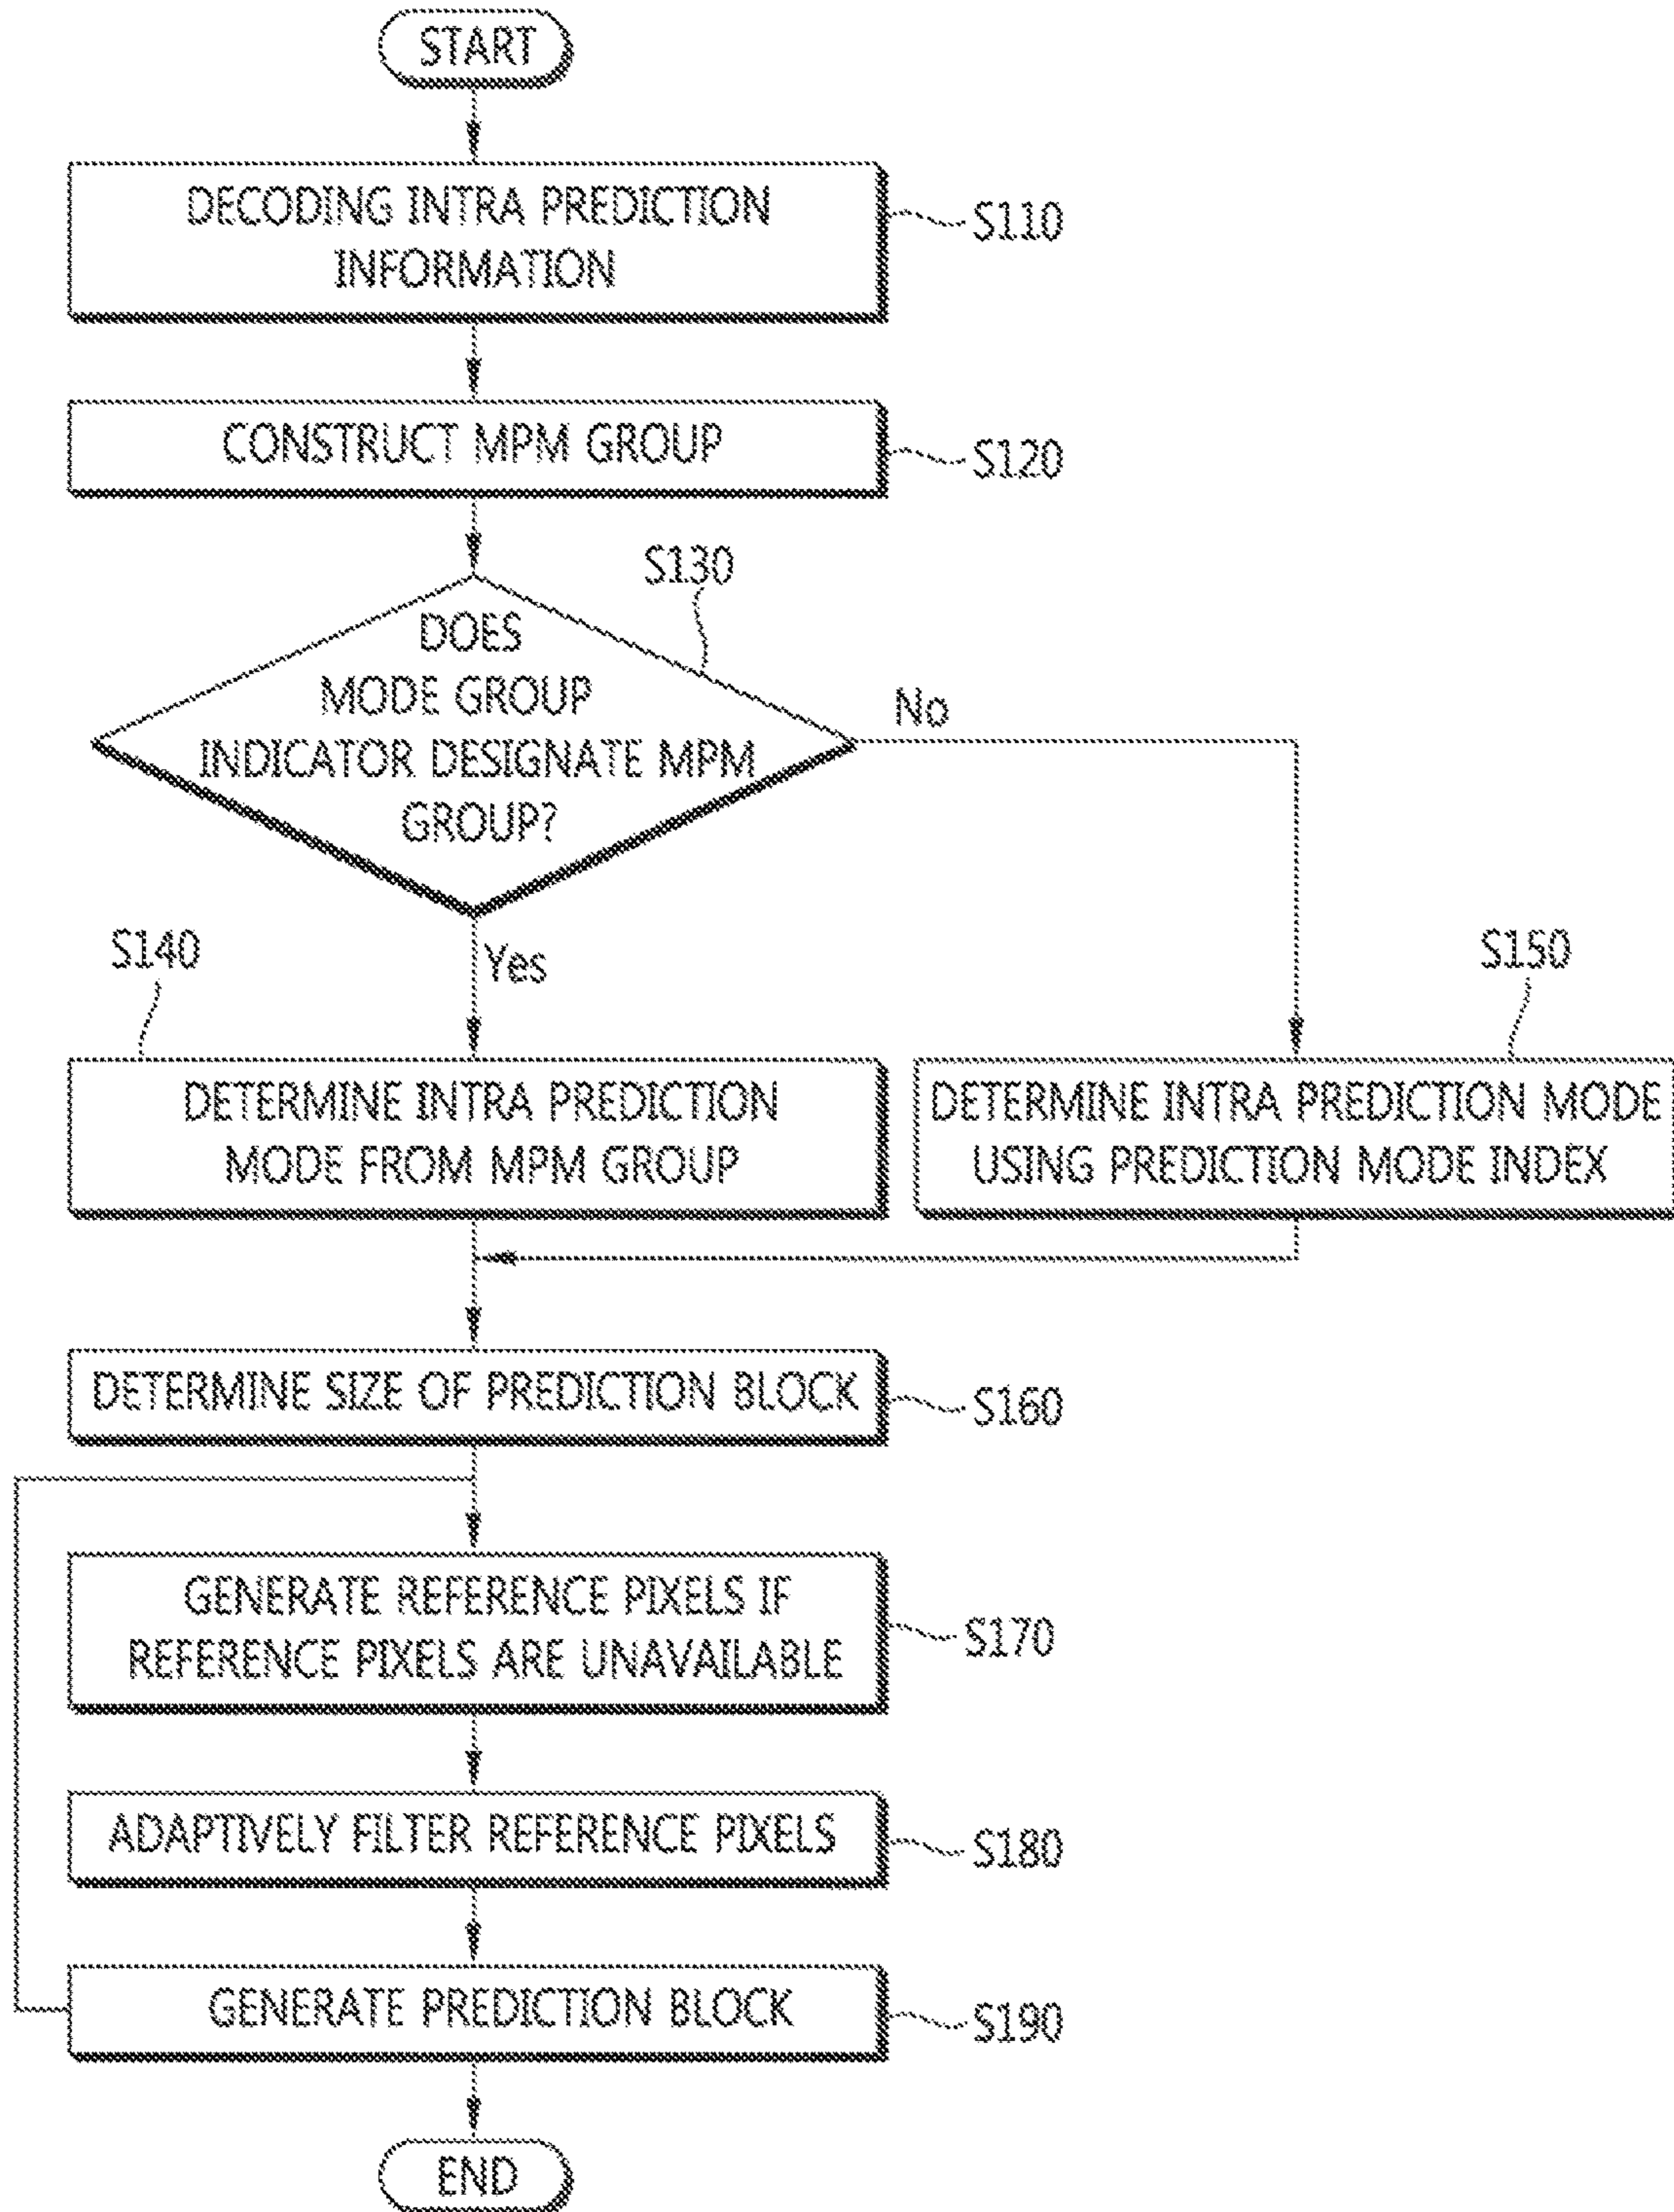 START
DECODING INTRA PREDICTION
INFORMATION
S110
CONSTRUCT MPM GROUP
S120
S130
DOES
MODE GROUP
INDICATOR DESIGNATE MPM
GROUP?
No
Yes
S140
S150
DETERMINE INTRA PREDICTION
MODE FROM MPM GROUP
DETERMINE INTRA PREDICTION MODE
USING PREDICTION MODE INDEX
DETERMINE SIZE OF PREDICTION BLOCK
S160
GENERATE REFERENCE PIXELS IF
REFERENCE PIXELS ARE UNAVAILABLE
S170
ADAPTIVELY FILTER REFERENCE PIXELS
S180
GENERATE PREDICTION BLOCK
S190
END